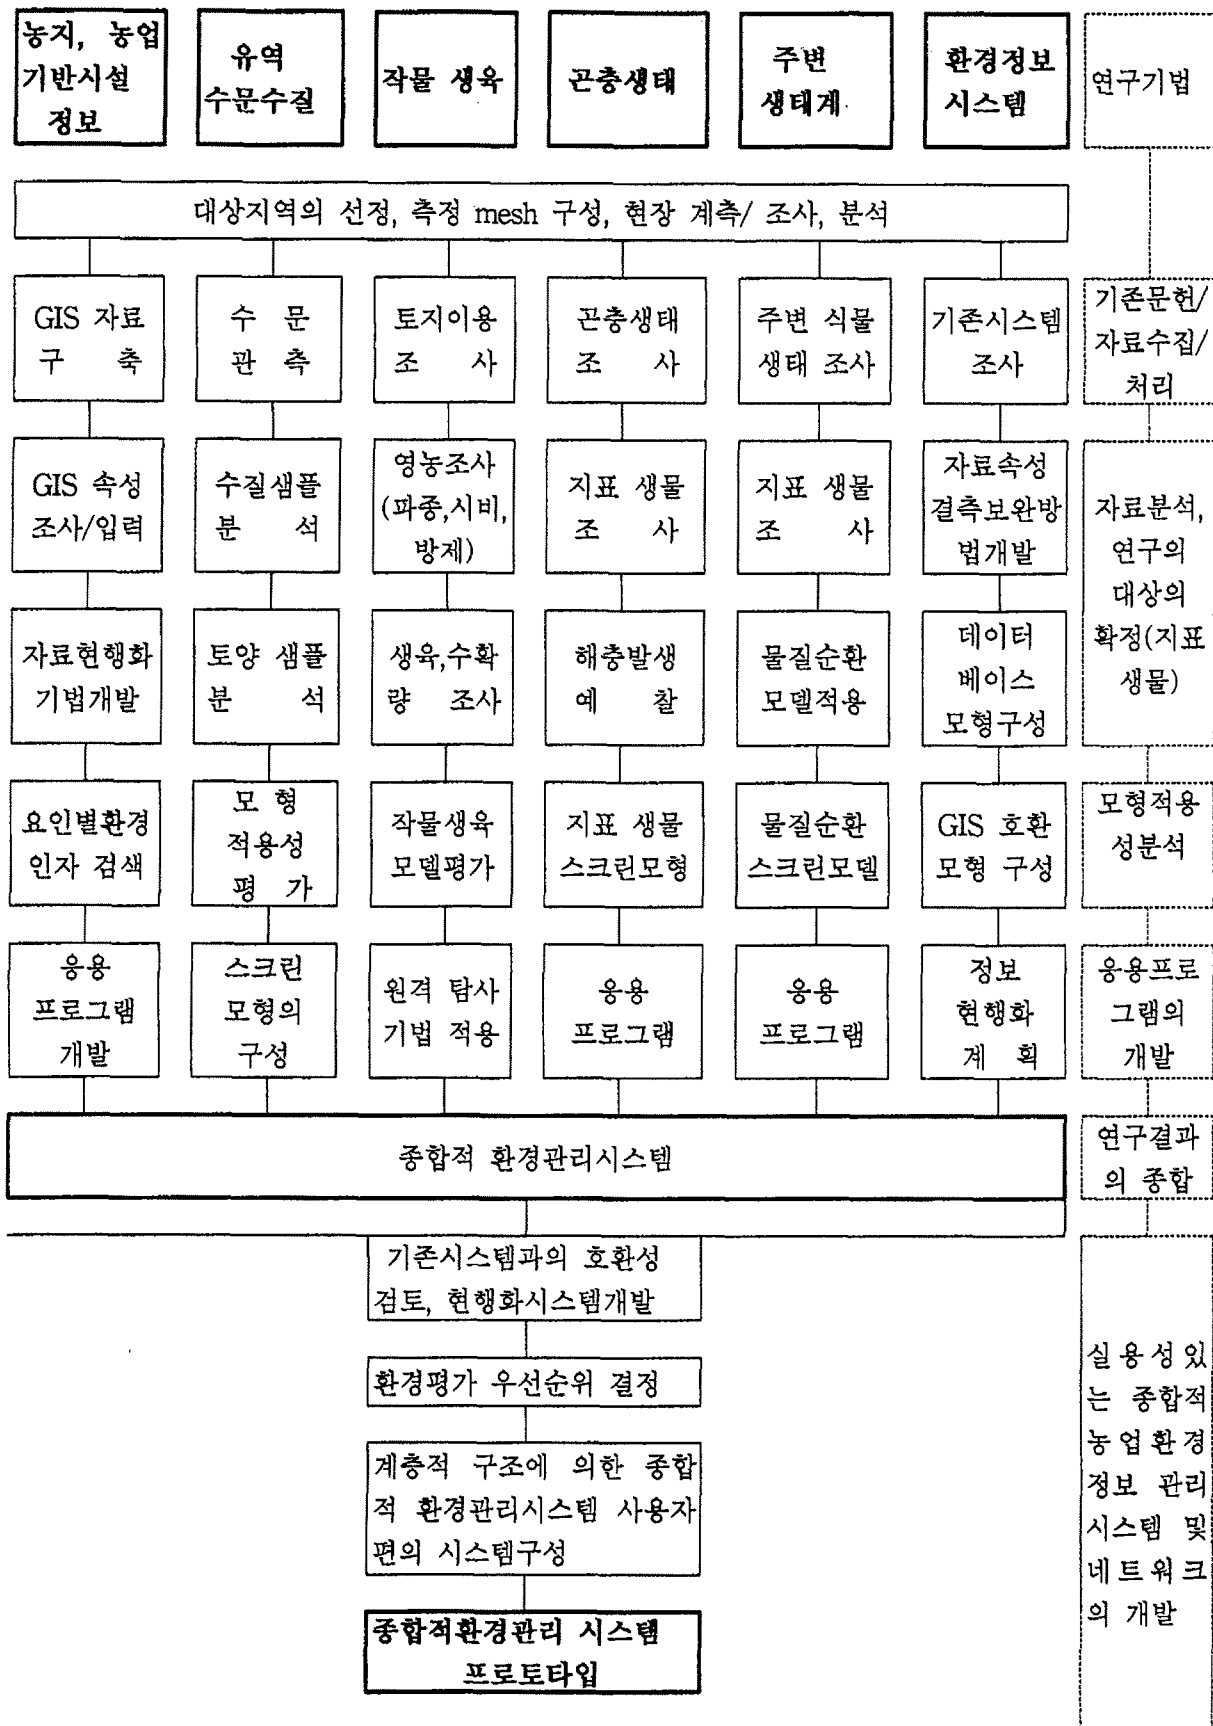 농지, 농업
기반시설
정보
유역
수문수질
작물 생육
곤충생태
주변
생태계
환경정보
시스템
연구기법
대상지역의 선정, 측정 mesh 구성, 현장 계측/ 조사, 분석
GIS 자료
구 축
수 문
관 측
토지이용
조 사
곤충생태
조 사
주변 식물
생태 조사
기존시스템
조사
기존문헌/
자료수집/
처리
GIS 속성
조사/입력
수질샘플
분 석
영농조사
(파종,시비,
방제)
지표 생물
조 사
지표 생물
조 사
자료속성
결측보완방
법개발
자료분석,
연구의
대상의
확정(지표
생물)
자료현행화
기법개발
토양 샘플
분 석
생육,수확
량 조사
해충발생
예 찰
물질순환
모델적용
데이터
베이스
모형구성
요인별환경
인자 검색
모 형
적용성
평 가
작물생육
모델평가
지표 생물
스크린모형
물질순환
스크린모델
GIS 호환
모형 구성
모형적용
성분석
응용
프로그램
개발
스크린
모형의
구성
원격 탐사
기법 적용
응용
프로그램
응용
프로그램
정보
현행화
계 획
응용프로
그램의
개발
종합적 환경관리시스템
연구결과
의 종합
기존시스템과의 호환성
검토, 현행화시스템개발
환경평가 우선순위 결정
계층적 구조에 의한 종합
적 환경관리시스템 사용자
편의 시스템구성
종합적환경관리 시스템
프로토타입
실용성있
는 종합적
농업환경
정보 관리
시스템 및
네트워크
의 개발